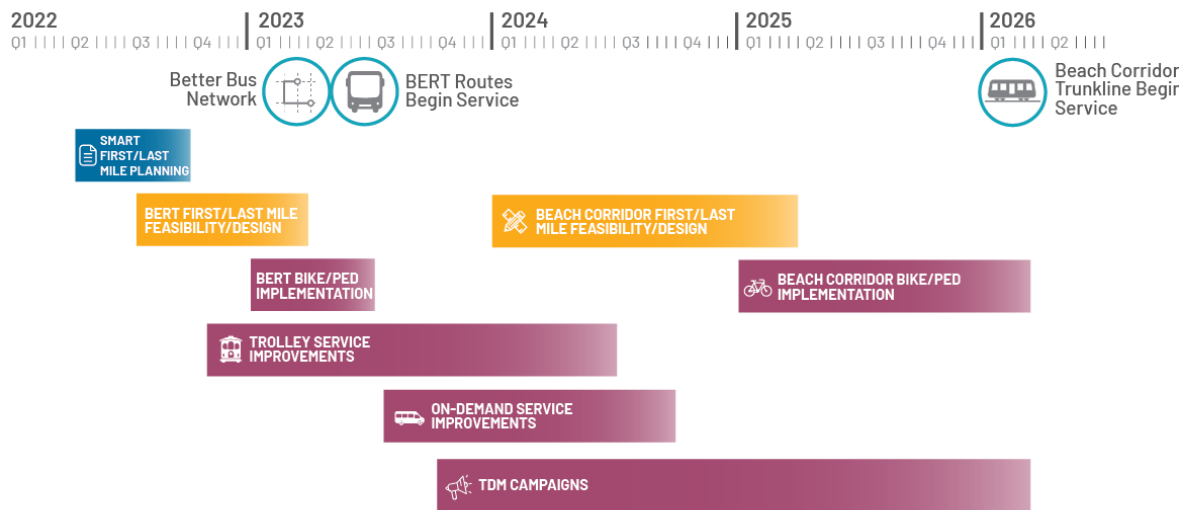 2022 2023 2024 2025 2026
Q1 Q2 Q3 Q4 Q1 Q2 Q3 Q4 Q1 Q2 Q3 Q4 Q1 Q2 Q3 Q4 Q1 Q2
Better Bus
Network
BERT Routes
Begin Service
Beach Corridor
Trunkline Begin
Service
SMART
FIRST/LAST
MILE PLANNING
BERT FIRST/LAST MILE
FEASIBILITY/DESIGN
BEACH CORRIDOR FIRST/LAST
MILE FEASIBILITY/DESIGN
BERT BIKE/PED
IMPLEMENTATION
BEACH CORRIDOR BIKE/PED
IMPLEMENTATION
TROLLEY SERVICE
IMPROVEMENTS
ON-DEMAND SERVICE
IMPROVEMENTS
TDM CAMPAIGNS